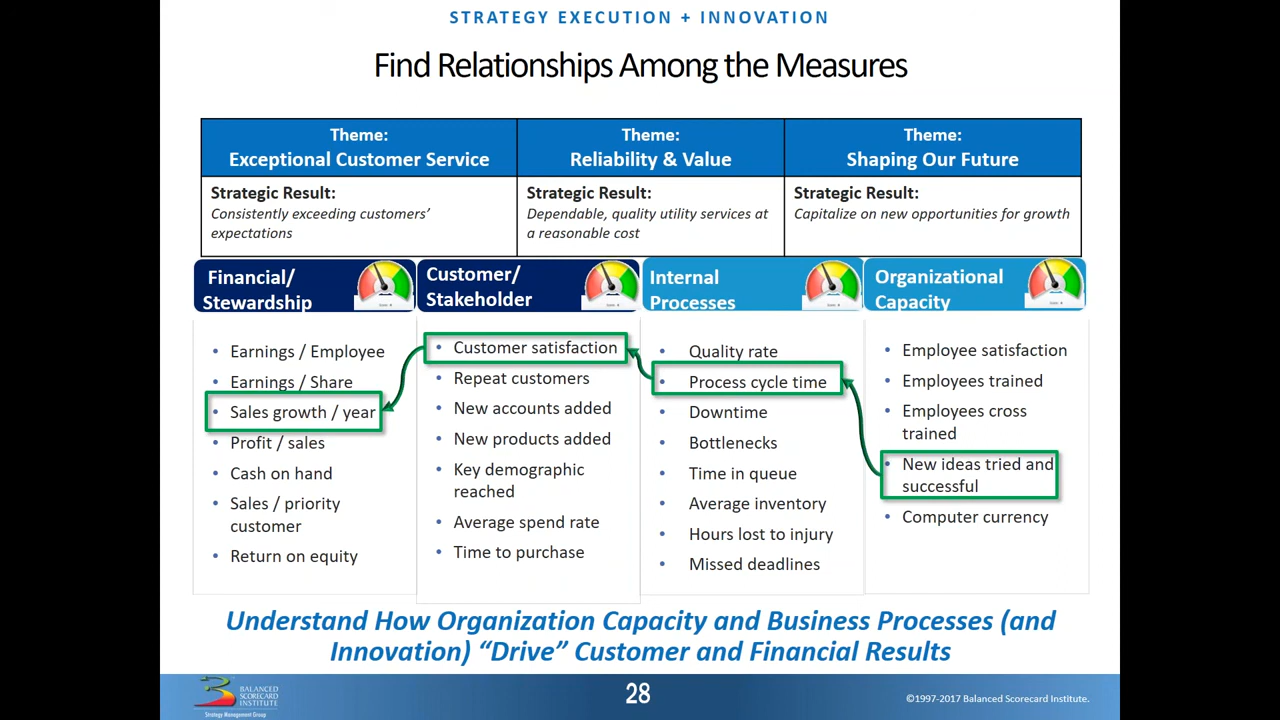 STRATEGY EXECUTION + INNOVATION
Find Relationships Among the Measures
Theme:
Exceptional Customer Service
Theme:
Reliability & Value
Theme:
Shaping Our Future
Strategic Result:
Consistently exceeding customers’
expectations
Strategic Result:
Dependable, quality utility services at
a reasonable cost
Strategic Result:
Capitalize on new opportunities for growth
Financial/
Stewardship
Customer/
Stakeholder
Internal
Processes
Organizational
Capacity
• Earnings / Employee
• Earnings / Share
• Sales growth / year
• Profit / sales
• Cash on hand
• Sales / priority
customer
• Return on equity
• Customer satisfaction
• Repeat customers
• New accounts added
• New products added
• Key demographic
reached
• Average spend rate
• Time to purchase
• Quality rate
• Process cycle time
• Downtime
• Bottlenecks
• Time in queue
• Average inventory
• Hours lost to injury
• Missed deadlines
• Employee satisfaction
• Employees trained
• Employees cross
trained
• New ideas tried and
successful
• Computer currency
Understand How Organization Capacity and Business Processes (and
Innovation) “Drive” Customer and Financial Results
BALANCED
SCORECARD
INSTITUTE
Strategy Management Group
28
©1997-2017 Balanced Scorecard Institute.